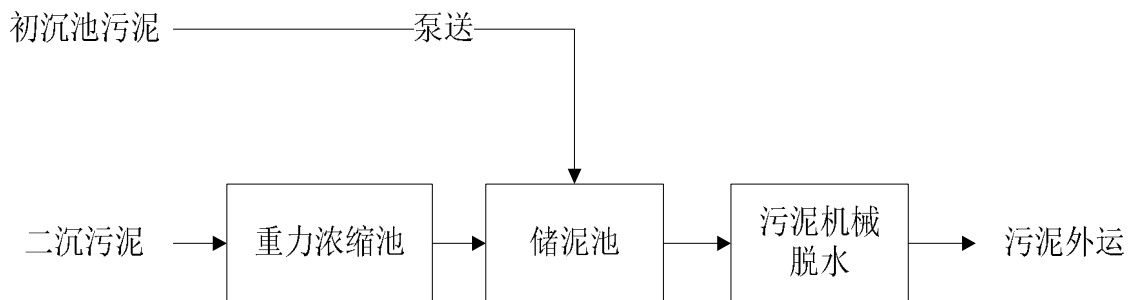 初沉池污泥
泵送
二沉污泥
重力浓缩池
储泥池
污泥机械
脱水
污泥外运